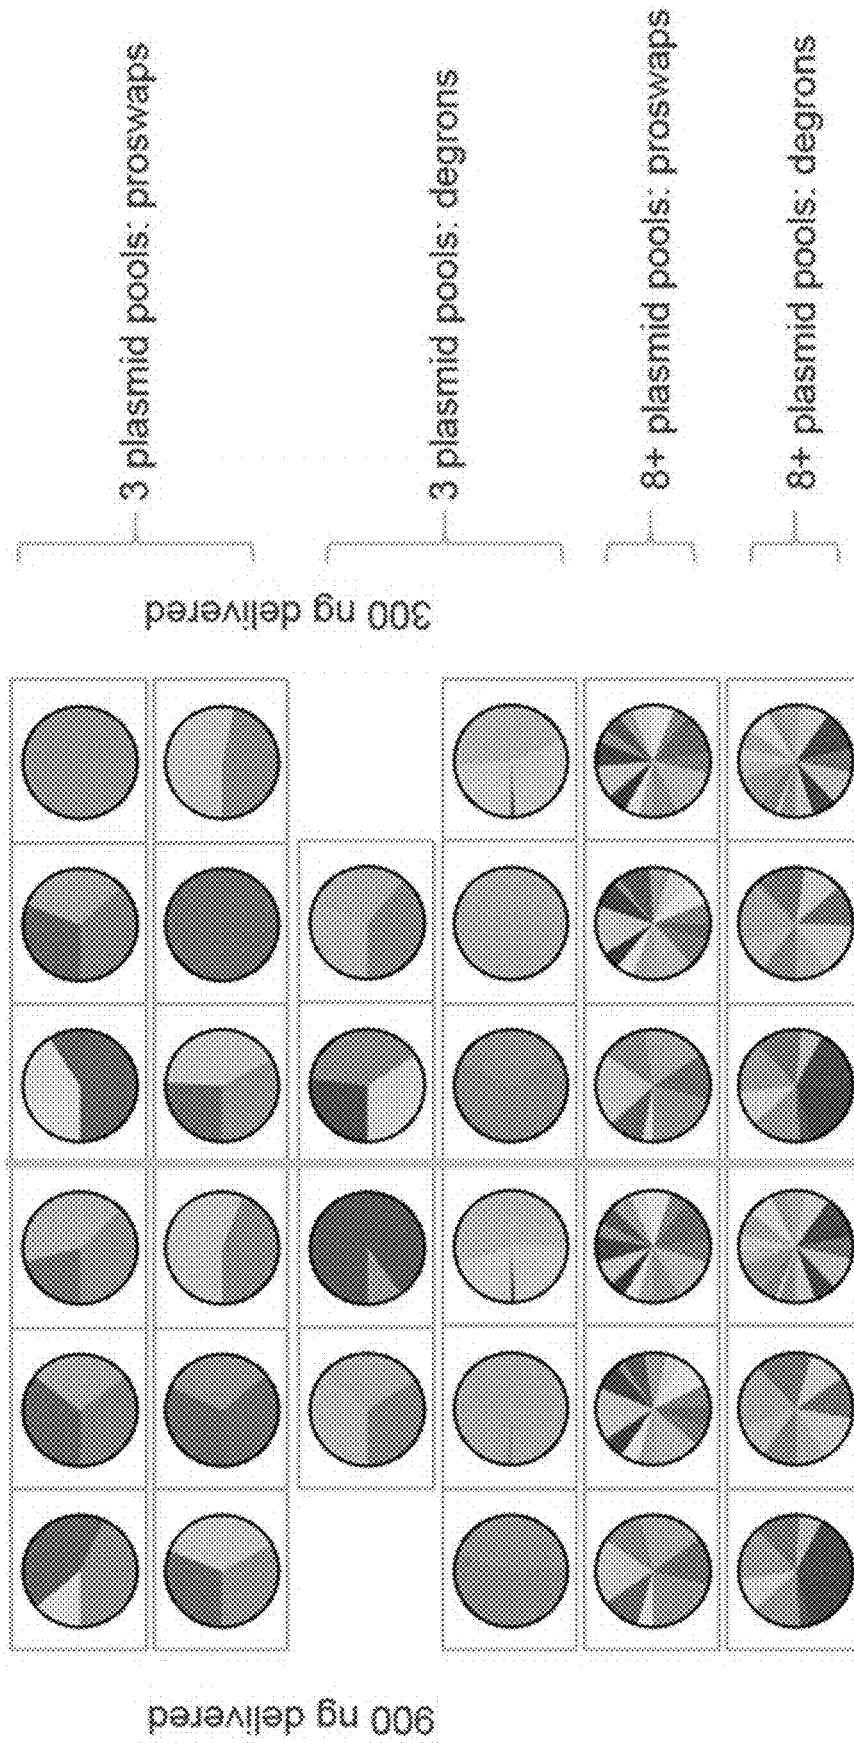 3 plasmid pools: proswaps
3 plasmid pools: degrons
8+ plasmid pools: proswaps
8+ plasmid pools: degrons
300 ng delivered
900 ng delivered